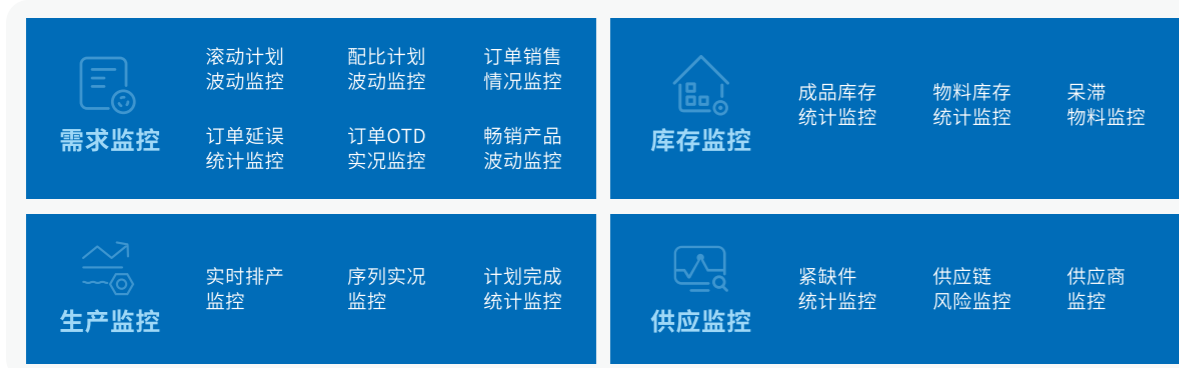 需求监控
滚动计划
波动监控
配比计划
波动监控
订单销售
情况监控
订单延误
统计监控
订单OTD
实况监控
畅销产品
波动监控
库存监控
成品库存
统计监控
物料库存
统计监控
呆滞
物料监控
生产监控
实时排产
监控
序列实况
监控
计划完成
统计监控
供应监控
紧缺件
统计监控
供应链
风险监控
供应商
监控